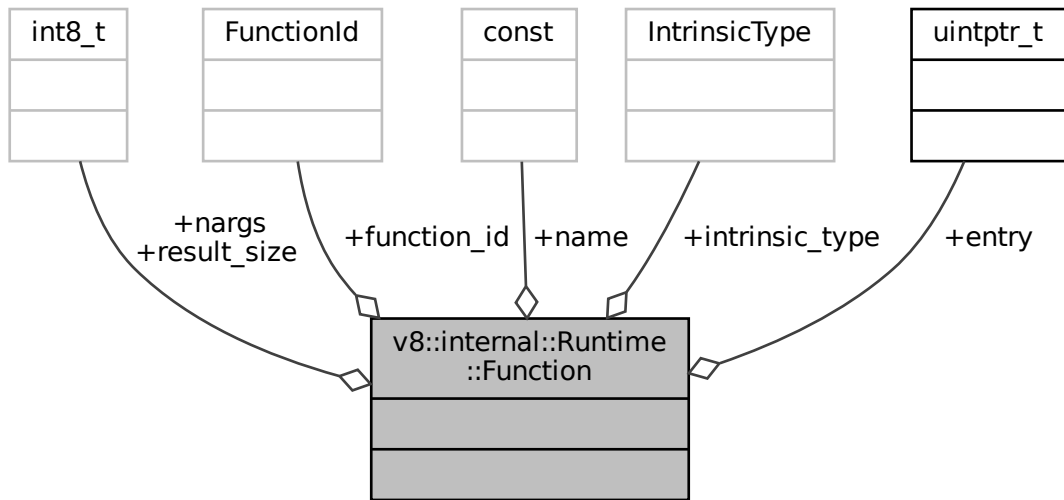 int8_t
FunctionId
const
IntrinsicType
uintptr_t
+nargs
+result_size
+function_id
+name
+intrinsic_type
+entry
v8::internal::Runtime
::Function